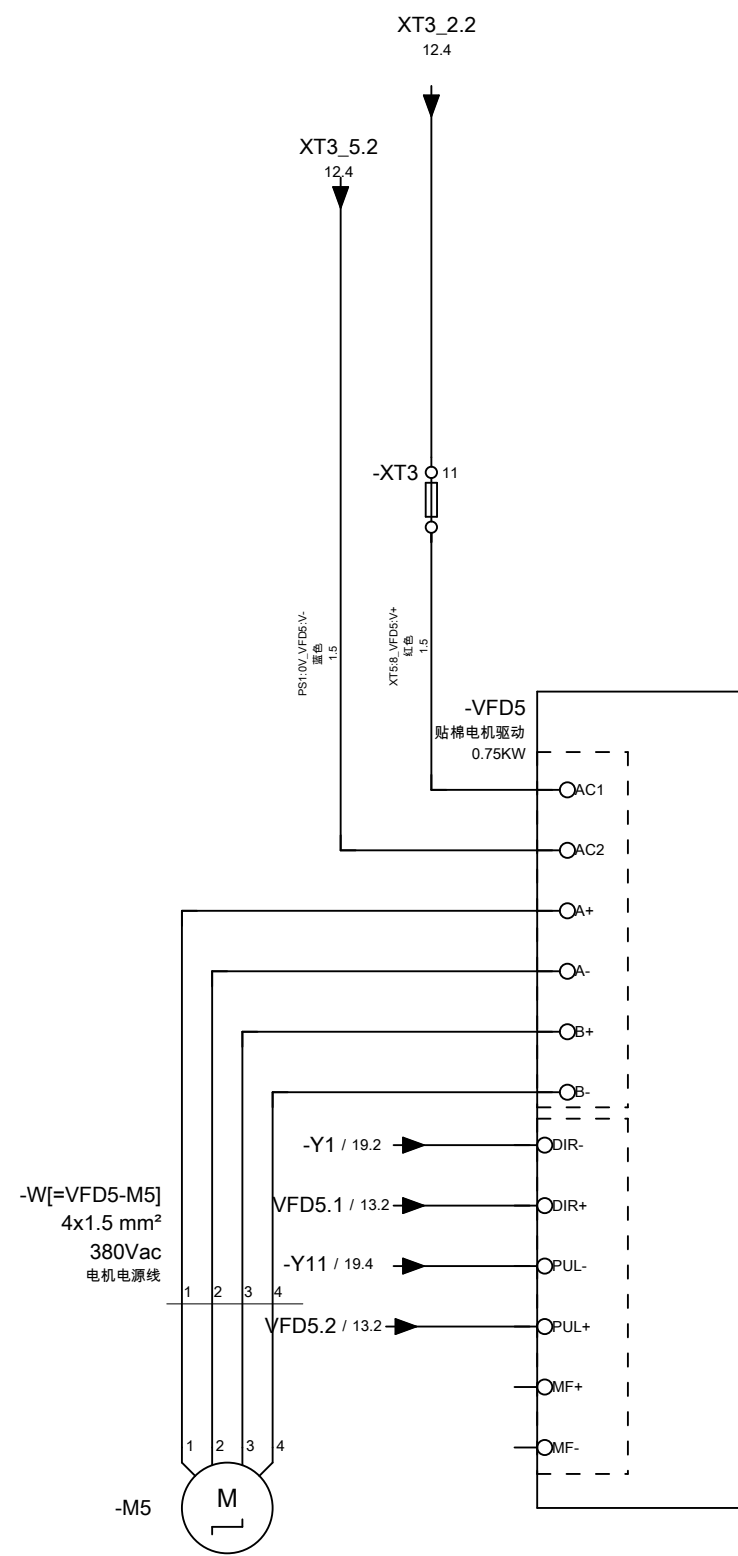 XT3_2.2
12.4
XT3_5.2
12.4
-XT3
11
PS1:0V_VFD5:V-
蓝色
1.5
XT5:8_VFD5:V+
红色
1.5
-VFD5
贴棉电机驱动
0.75KW
AC1
AC2
A+
A-
B+
B-
-Y1 / 19.2
DIR-
VFD5.1 / 13.2
DIR+
-Y11 / 19.4
PUL-
VFD5.2 / 13.2
PUL+
MF+
MF-
-W[=VFD5-M5]
4x1.5 mm²
380Vac
电机电源线
1 2 3 4
1 2 3 4
-M5
M